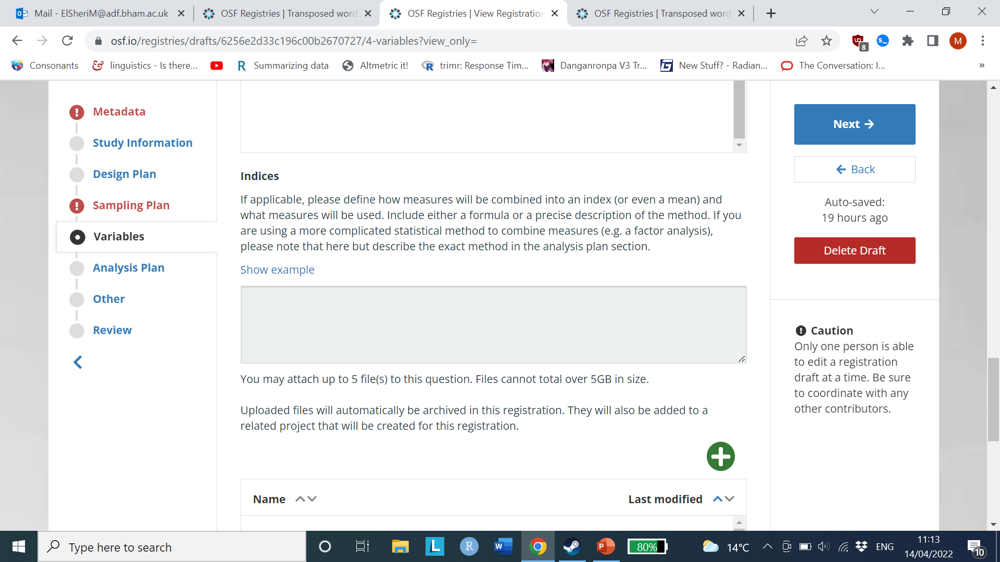 Mail - ElSheriM@adf.bham.ac.uk
OSF Registries | Transposed word
OSF Registries | View Registration
OSF Registries | Transposed word
osf.io/registries/drafts/6256e2d33c196c00b2670727/4-variables?view_only=
8
S_
M
Consonants
linguistics - Is there...
R Summarizing data
Altmetric it!
trimr: Response Tim...
Danganronpa V3 Tr...
New Stuff? - Radian...
The Conversation: I...
»
Metadata
Study Information
Design Plan
Sampling Plan
Variables
Analysis Plan
Other
Review
Indices
If applicable, please define how measures will be combined into an index (or even a mean) and
what measures will be used. Include either a formula or a precise description of the method. If you
are using a more complicated statistical method to combine measures (e.g. a factor analysis),
please note that here but describe the exact method in the analysis plan section.
Show example
You may attach up to 5 file(s) to this question. Files cannot total over 5GB in size.
Uploaded files will automatically be archived in this registration. They will also be added to a
related project that will be created for this registration.
Name
Last modified
Next
Back
Auto-saved:
19 hours ago
Delete Draft
Caution
Only one person is able
to edit a registration
draft at a time. Be sure
to coordinate with any
other contributors.
Type here to search
L
R
W
P
80%
14°C
ENG
11:13
14/04/2022
10